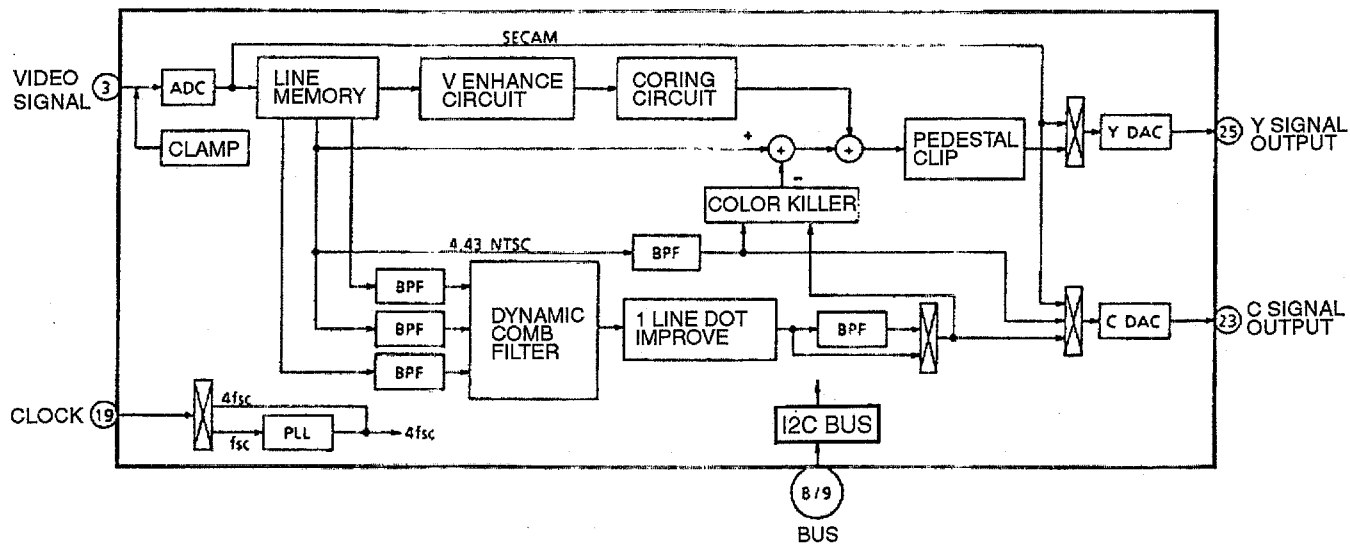 SECAM
VIDEO
SIGNAL
3
ADC
LINE
MEMORY
V ENHANCE
CIRCUIT
CORING
CIRCUIT
CLAMP
+
+
+
-
PEDESTAL
CLIP
Y DAC
25
Y SIGNAL
OUTPUT
COLOR KILLER
4.43 NTSC
BPF
BPF
BPF
BPF
DYNAMIC
COMB
FILTER
1 LINE DOT
IMPROVE
BPF
C DAC
23
C SIGNAL
OUTPUT
CLOCK
19
4fsc
fsc
PLL
4fsc
I2C BUS
8/9
BUS